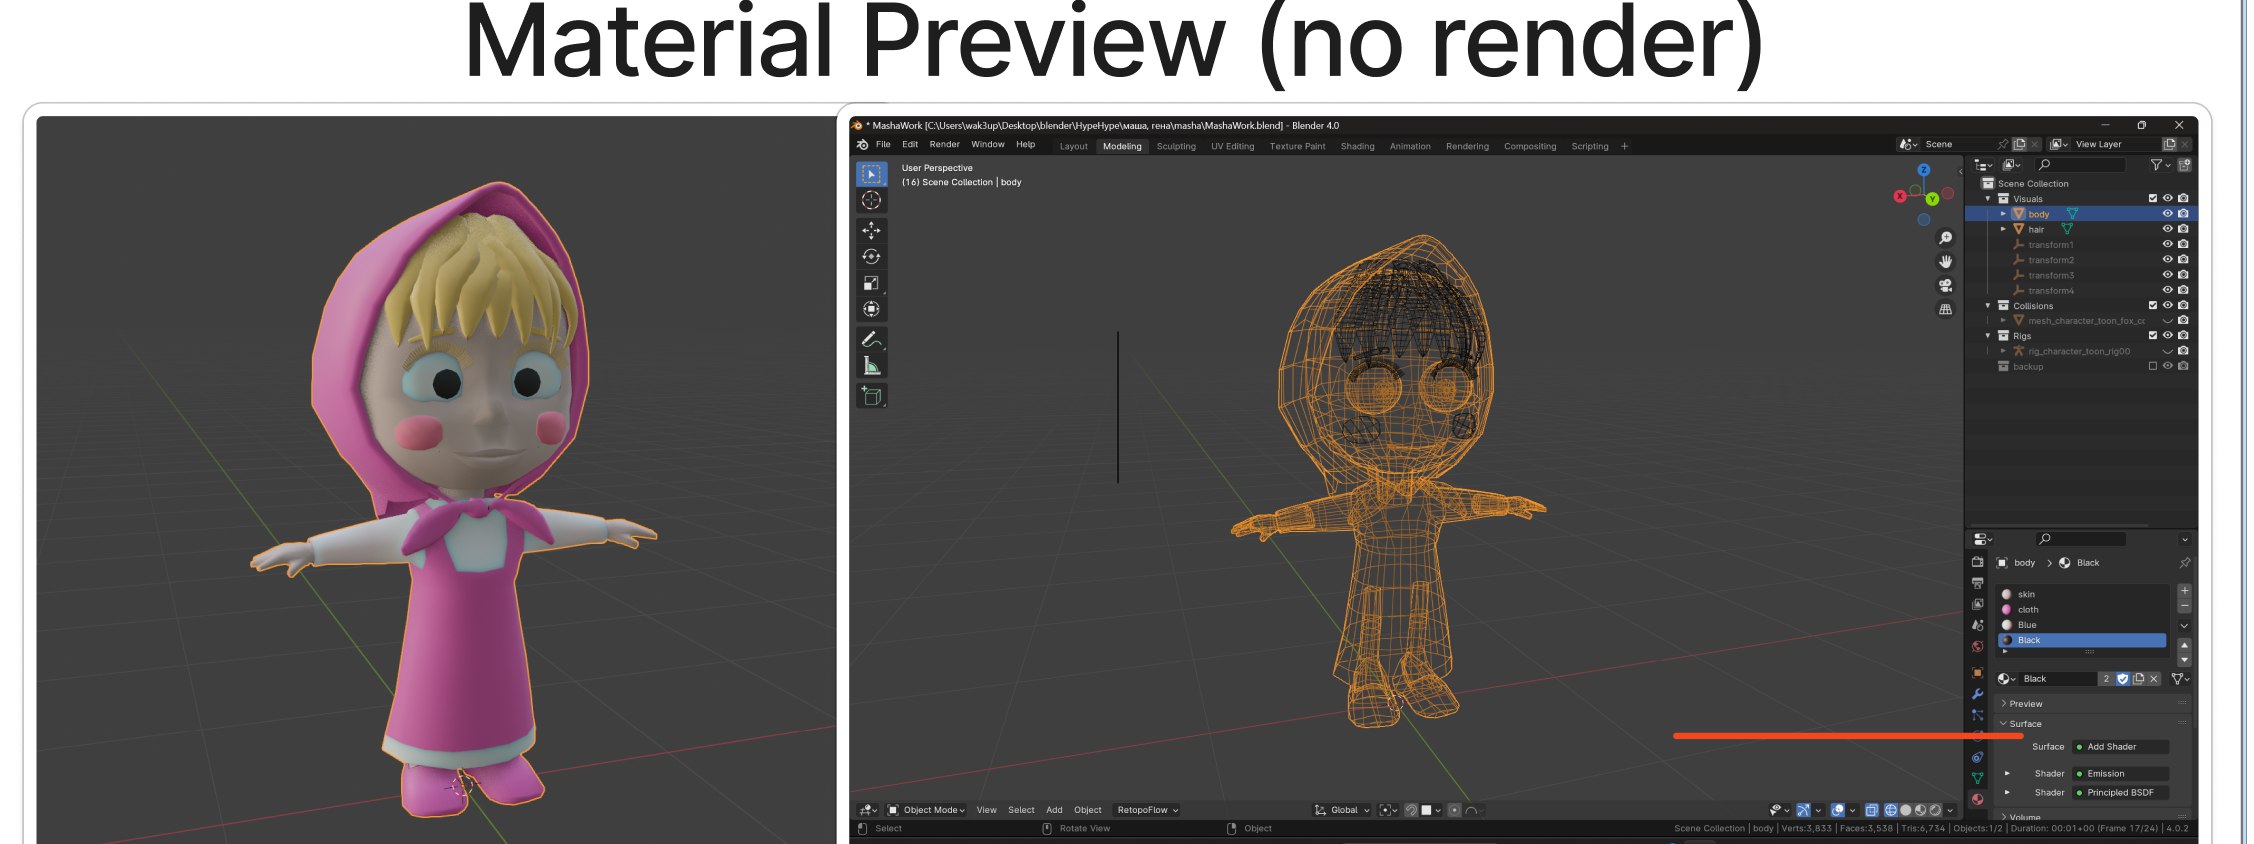 Material Preview (no render)
* MashaWork [C:\Users\wak3up\Desktop\blender\HypeHype\маша, гена\masha\MashaWork.blend] - Blender 4.0
File Edit Render Window Help Layout Modeling Sculpting UV Editing Texture Paint Shading Animation Rendering Compositing Scripting + Scene View Layer
User Perspective
(16) Scene Collection | body
Z
X
Y
Scene Collection
Visuals
body
hair
transform1
transform2
transform3
transform4
Collisions
mesh_character_toon_fox_cc
Rigs
rig_character_toon_rig00
backup
body > Black
skin
cloth
Blue
Black
Black 2
Preview
Surface
Surface Add Shader
Shader Emission
Shader Principled BSDF
Volume
Object Mode View Select Add Object RetopoFlow Global
Select Rotate View Object
Scene Collection | body | Verts:3,833 | Faces:3,538 | Tris:6,734 | Objects:1/2 | Duration: 00:01+00 (Frame 17/24) | 4.0.2